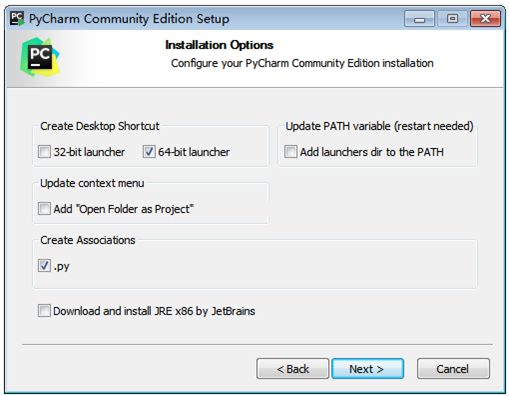 PyCharm Community Edition Setup
PC
Installation Options
Configure your PyCharm Community Edition installation
Create Desktop Shortcut
32-bit launcher
64-bit launcher
Update PATH variable (restart needed)
Add launchers dir to the PATH
Update context menu
Add "Open Folder as Project"
Create Associations
.py
Download and install JRE x86 by JetBrains
< Back
Next >
Cancel